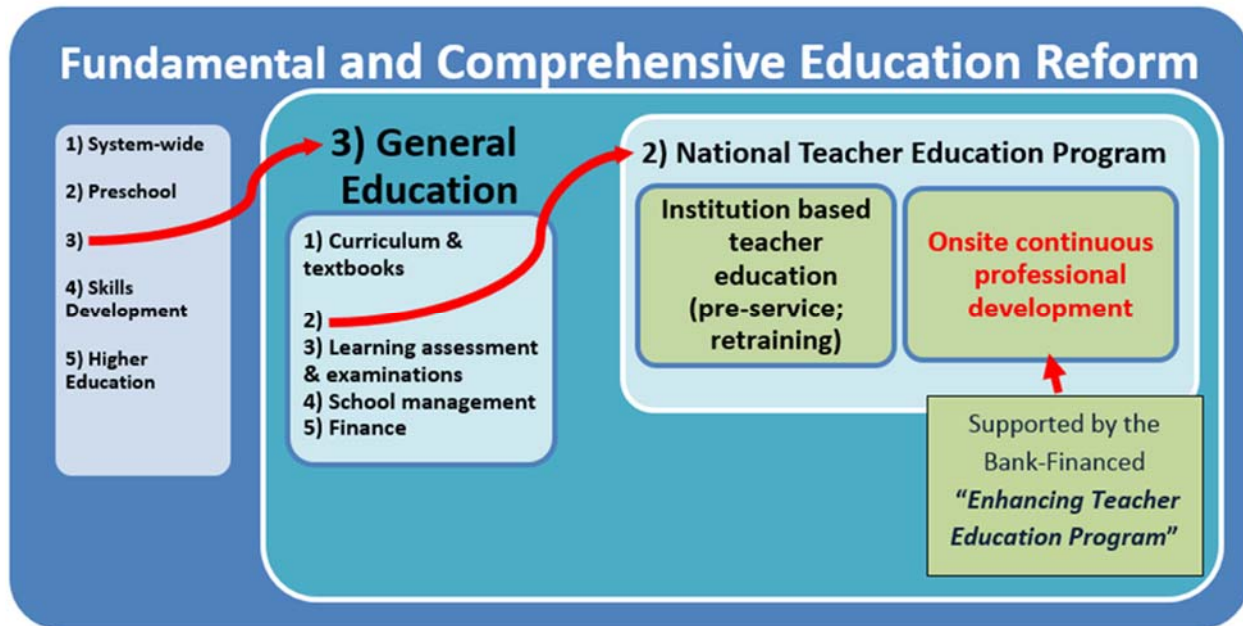 Fundamental and Comprehensive Education Reform
1) System-wide
2) Preschool
3)
4) Skills
Development
5) Higher
Education
3) General
Education
1) Curriculum &
textbooks
2)
3) Learning assessment
& examinations
4) School management
5) Finance
2) National Teacher Education Program
Institution based
teacher
education
(pre-service;
retraining)
Onsite continuous
professional
development
Supported by the
Bank-Financed
“Enhancing Teacher
Education Program”